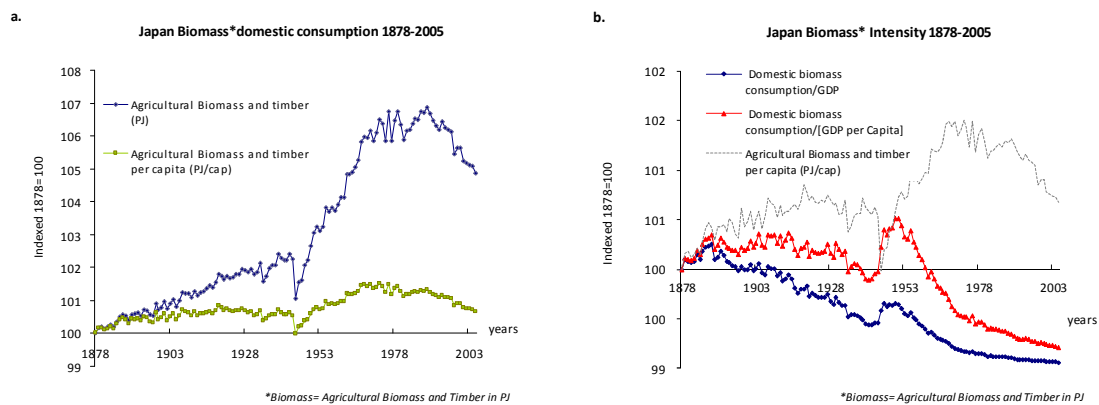 a.
Japan Biomass*domestic consumption 1878-2005
Indexed 1878=100
108
107
106
105
104
103
102
101
100
99
Agricultural Biomass and timber
(PJ)
Agricultural Biomass and timber
per capita (PJ/cap)
years
1878
1903
1928
1953
1978
2003
*Biomass= Agricultural Biomass and Timber in PJ
b.
Japan Biomass* Intensity 1878-2005
Indexed 1878=100
102
102
101
101
100
100
99
Domestic biomass
consumption/GDP
Domestic biomass
consumption/[GDP per Capita]
Agricultural Biomass and timber
per capita (PJ/cap)
1878
1903
1928
1953
1978
2003
years
*Biomass= Agricultural Biomass and Timber in PJ